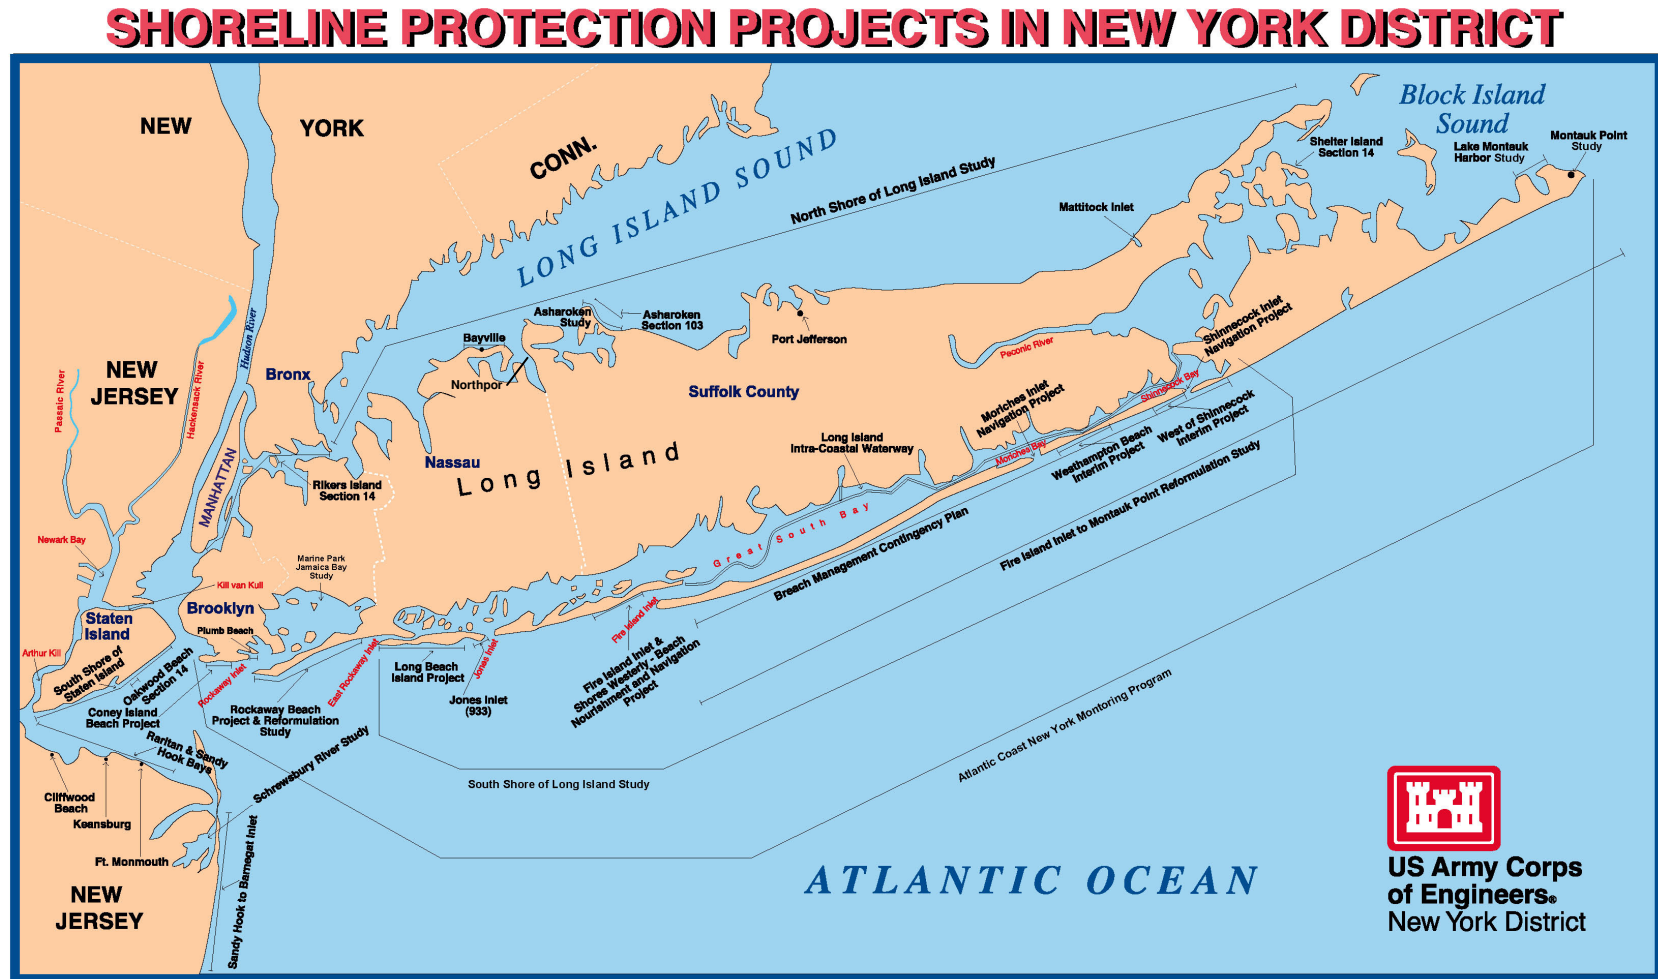 SHORELINE PROTECTION PROJECTS IN NEW YORK DISTRICT
NEW
YORK
CONN.
LONG ISLAND SOUND
North Shore of Long Island Study
Block Island
Sound
Shelter Island
Section 14
Lake Montauk
Harbor Study
Montauk Point
Study
Mattitock Inlet
Hudson River
NEW
JERSEY
Passaic River
Hackensack River
Bronx
MANHATTAN
Asharoken
Study
Asharoken
Section 103
Bayville
Northpor
Port Jefferson
Suffolk County
Peconic River
Shinnecock Inlet
Navigation Project
Shinnecock Bay
Moriches Inlet
Navigation Project
Moriches Bay
West of Shinnecock
Interim Project
Westhampton Beach
Interim Project
Long Island
Intra-Coastal Waterway
Nassau
Long Island
Rikers Island
Section 14
Great South Bay
Breach Management Contingency Plan
Fire Island Inlet to Montauk Point Reformulation Study
Newark Bay
Marine Park
Jamaica Bay
Study
Kill van Kull
Staten
Island
Brooklyn
Plumb Beach
Arthur Kill
South Shore of
Staten Island
Oakwood Beach
Section 14
Rockaway Inlet
East Rockaway Inlet
Long Beach
Island Project
Jones Inlet
Jones Inlet
(933)
Fire Island Inlet
Fire Island Inlet &
Shores Westerly - Beach
Nourishment and Navigation
Project
Coney Island
Beach Project
Rockaway Beach
Project & Reformulation
Study
Raritan & Sandy
Hook Bays
Schrewsbury River Study
South Shore of Long Island Study
Atlantic Coast New York Montoring Program
Cliffwood
Beach
Keansburg
Ft. Monmouth
Sandy Hook to Barnegat Inlet
NEW
JERSEY
ATLANTIC OCEAN
US Army Corps
of Engineers®
New York District